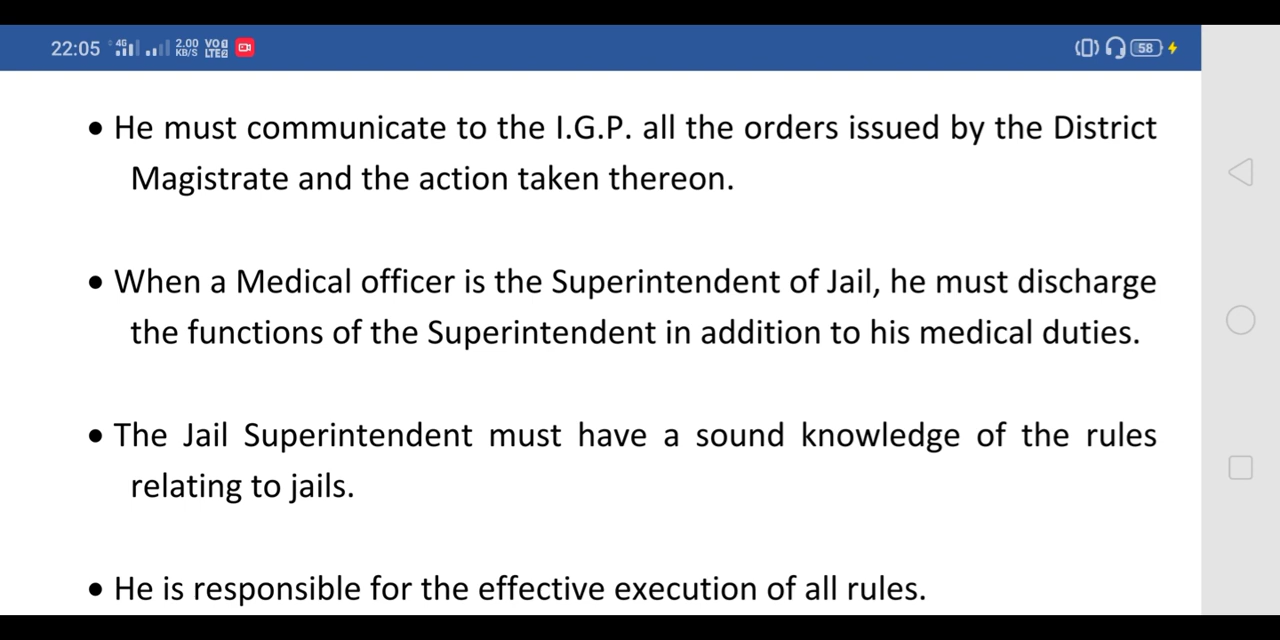 22:05 4G 2.00 KB/S VO LTE2 58
• He must communicate to the I.G.P. all the orders issued by the District
Magistrate and the action taken thereon.
• When a Medical officer is the Superintendent of Jail, he must discharge
the functions of the Superintendent in addition to his medical duties.
• The Jail Superintendent must have a sound knowledge of the rules
relating to jails.
• He is responsible for the effective execution of all rules.